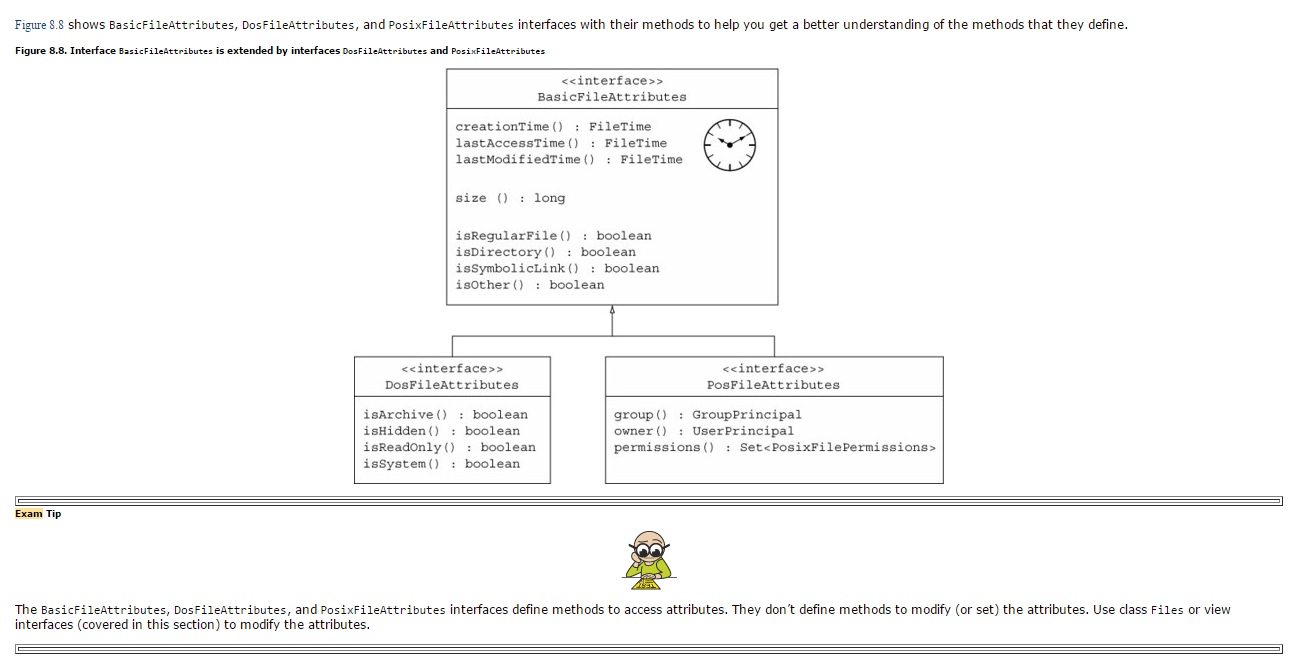 Figure 8.8 shows BasicFileAttributes, DosFileAttributes, and PosixFileAttributes interfaces with their methods to help you get a better understanding of the methods that they define.
Figure 8.8. Interface BasicFileAttributes is extended by interfaces DosFileAttributes and PosixFileAttributes
<<interface>>
BasicFileAttributes
creationTime() : FileTime
lastAccessTime() : FileTime
lastModifiedTime() : FileTime
size () : long
isRegularFile() : boolean
isDirectory() : boolean
isSymbolicLink() : boolean
isOther() : boolean
<<interface>>
DosFileAttributes
isArchive() : boolean
isHidden() : boolean
isReadOnly() : boolean
isSystem() : boolean
<<interface>>
PosFileAttributes
group() : GroupPrincipal
owner() : UserPrincipal
permissions() : Set<PosixFilePermissions>
Exam Tip
The BasicFileAttributes, DosFileAttributes, and PosixFileAttributes interfaces define methods to access attributes. They don’t define methods to modify (or set) the attributes. Use class Files or view
interfaces (covered in this section) to modify the attributes.